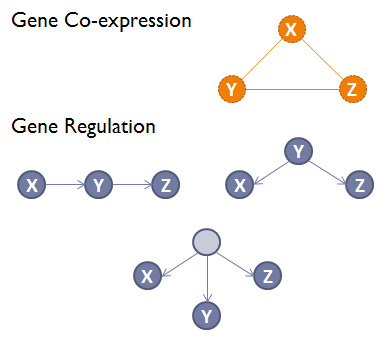 Gene Co-expression
X
Y Z
Gene Regulation
Y
X Y Z X Z
X Z
Y